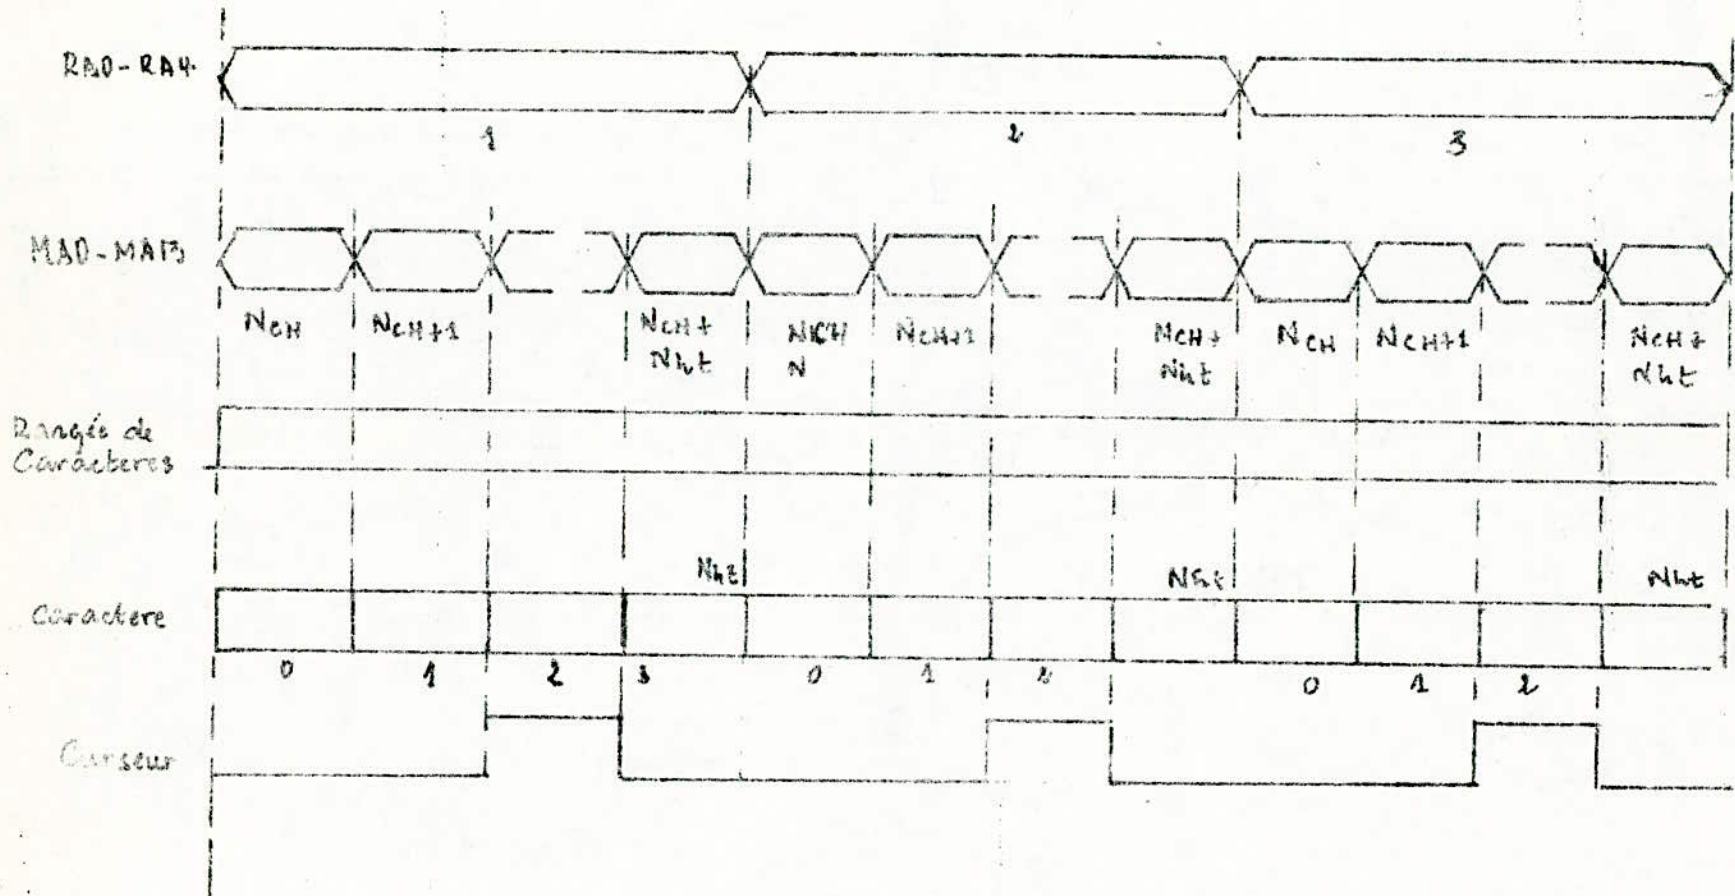 RA0-RA4
1 2 3
MA0-MA13
NCH NCH+1 NCH+ NCH NCH+1 NCH+ NCH NCH+1 NCH+
Nht N Nht Nht
Rangée de
Caractères
Nht Nht Nht
Caractere
0 1 2 3 0 1 2 0 1 2
Curseur